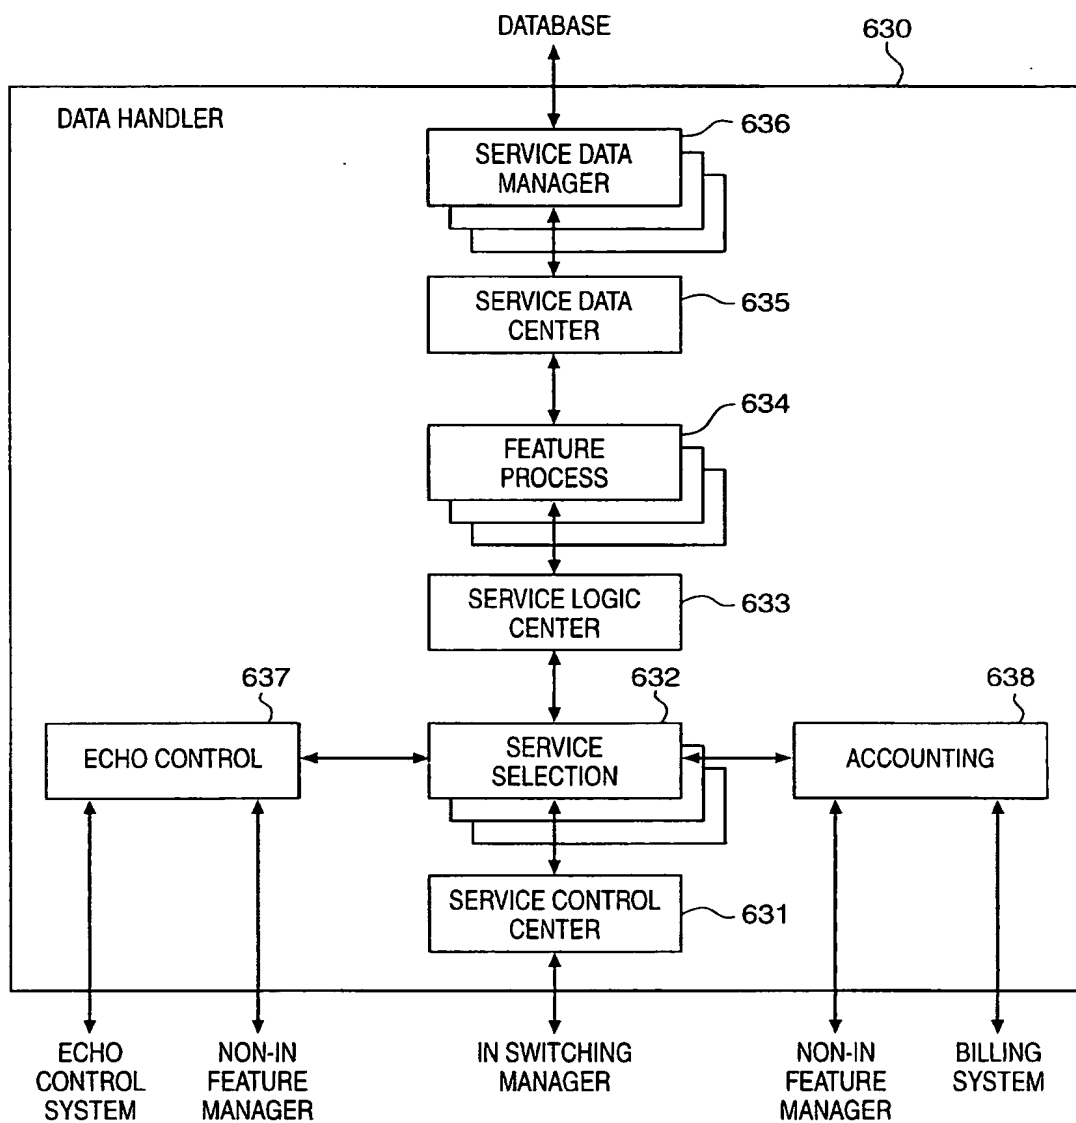 DATABASE
630
DATA HANDLER
636
SERVICE DATA
MANAGER
SERVICE DATA
CENTER
635
634
FEATURE
PROCESS
SERVICE LOGIC
CENTER
633
637
632
638
ECHO CONTROL
SERVICE
SELECTION
ACCOUNTING
SERVICE CONTROL
CENTER
631
ECHO
CONTROL
SYSTEM
NON-IN
FEATURE
MANAGER
IN SWITCHING
MANAGER
NON-IN
FEATURE
MANAGER
BILLING
SYSTEM